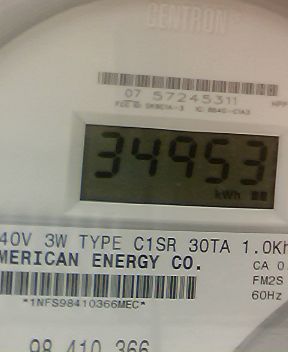 CENTRON
07 57245311
34953
kWh
40V 3W TYPE C1SR 30TA 1.0Kh
MERICAN ENERGY CO.
CA 0.
FM2S
60Hz
*1NFS98410366MEC*
98 410 366